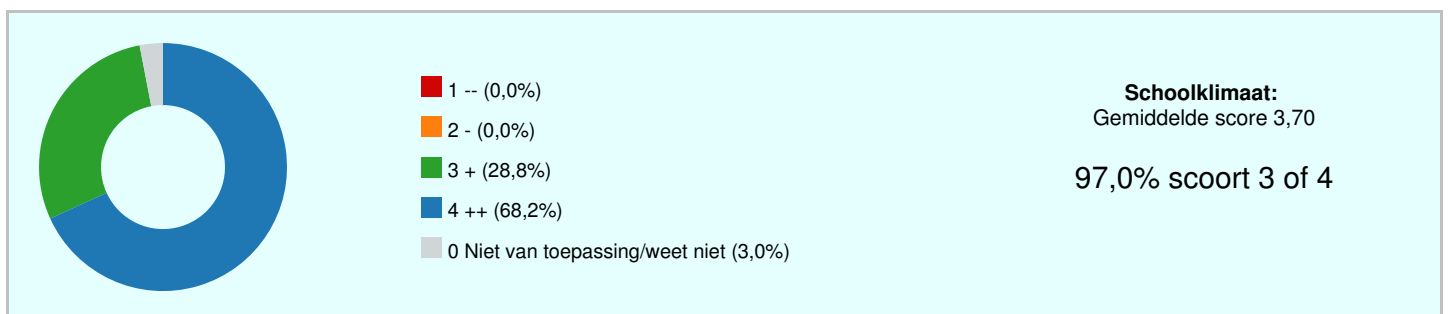 1 -- (0,0%)
2 - (0,0%)
3 + (28,8%)
4 ++ (68,2%)
0 Niet van toepassing/weet niet (3,0%)
Schoolklimaat:
Gemiddelde score 3,70
97,0% scoort 3 of 4